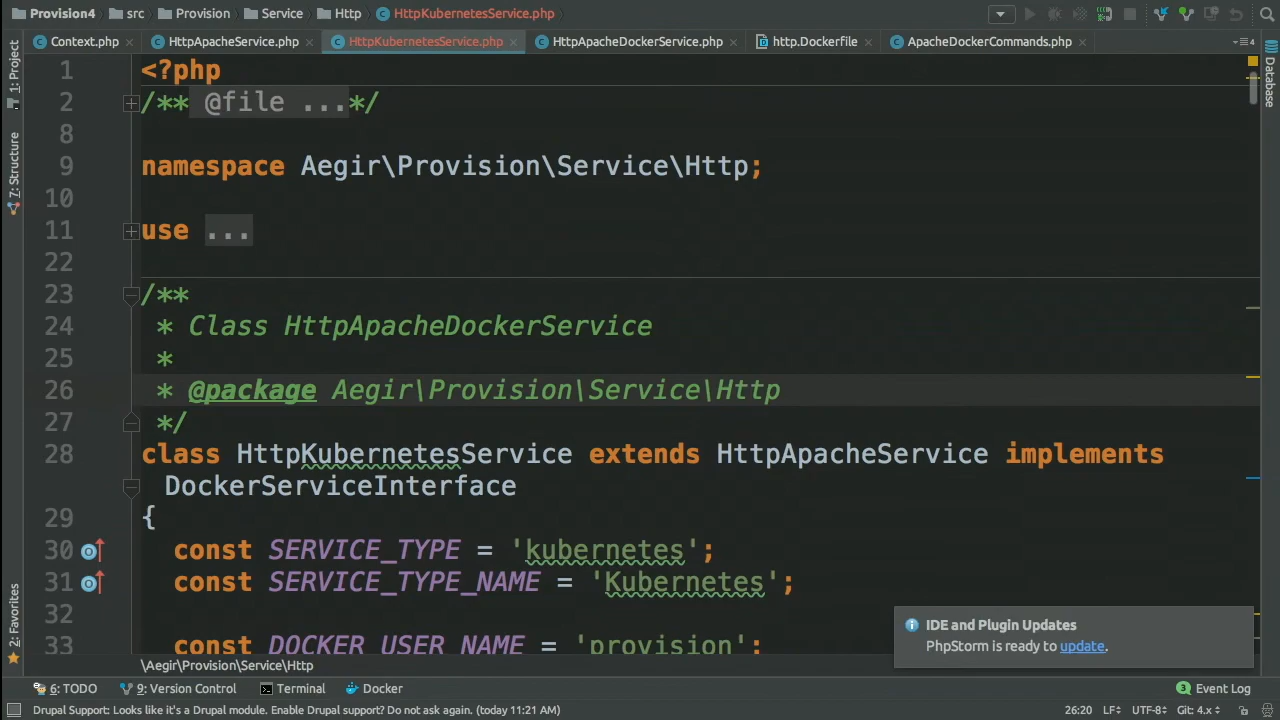 Provision4 src Provision Service Http HttpKubernetesService.php
Context.php HttpApacheService.php HttpKubernetesService.php HttpApacheDockerService.php http.Dockerfile ApacheDockerCommands.php 4
1: Project
7: Structure
2: Favorites
Database
1 <?php
2 /** @file ...*/
8
9 namespace Aegir\Provision\Service\Http;
10
11 use ...
22
23 /**
24 * Class HttpApacheDockerService
25 *
26 * @package Aegir\Provision\Service\Http
27 */
28 class HttpKubernetesService extends HttpApacheService implements
DockerServiceInterface
29 {
30 const SERVICE_TYPE = 'kubernetes';
31 const SERVICE_TYPE_NAME = 'Kubernetes';
32
33 const DOCKER_USER_NAME = 'provision';
IDE and Plugin Updates
PhpStorm is ready to update.
\Aegir\Provision\Service\Http
6: TODO 9: Version Control Terminal Docker 3 Event Log
Drupal Support: Looks like it's a Drupal module. Enable Drupal support? Do not ask again. (today 11:21 AM) 26:20 LF UTF-8 Git: 4.x